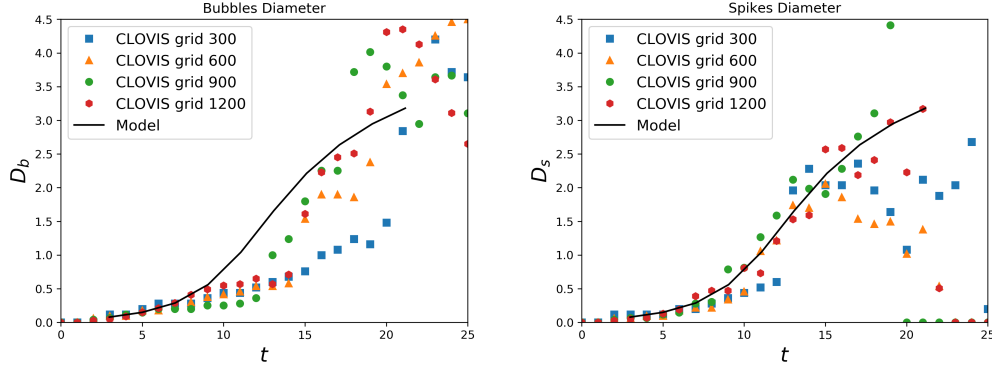 Bubbles Diameter
4.5
4.0
3.5
3.0
2.5
2.0
1.5
1.0
0.5
0.0
0 5 10 15 20 25
D_b
t
CLOVIS grid 300
CLOVIS grid 600
CLOVIS grid 900
CLOVIS grid 1200
Model
Spikes Diameter
4.5
4.0
3.5
3.0
2.5
2.0
1.5
1.0
0.5
0.0
0 5 10 15 20 25
D_s
t
CLOVIS grid 300
CLOVIS grid 600
CLOVIS grid 900
CLOVIS grid 1200
Model